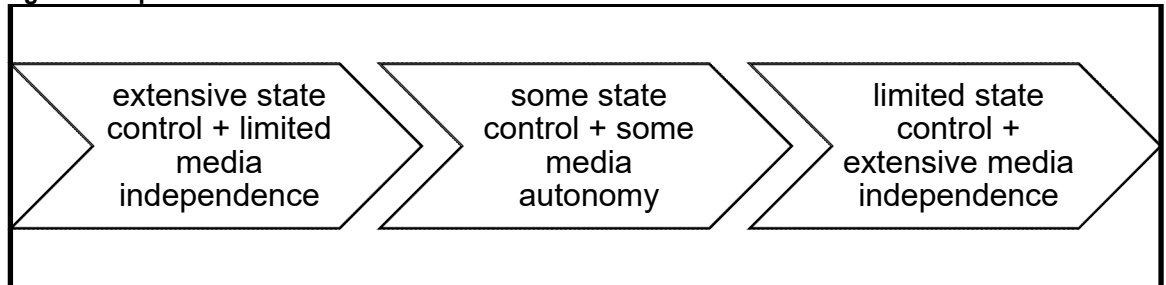 extensive state
control + limited
media
independence
some state
control + some
media
autonomy
limited state
control +
extensive media
independence